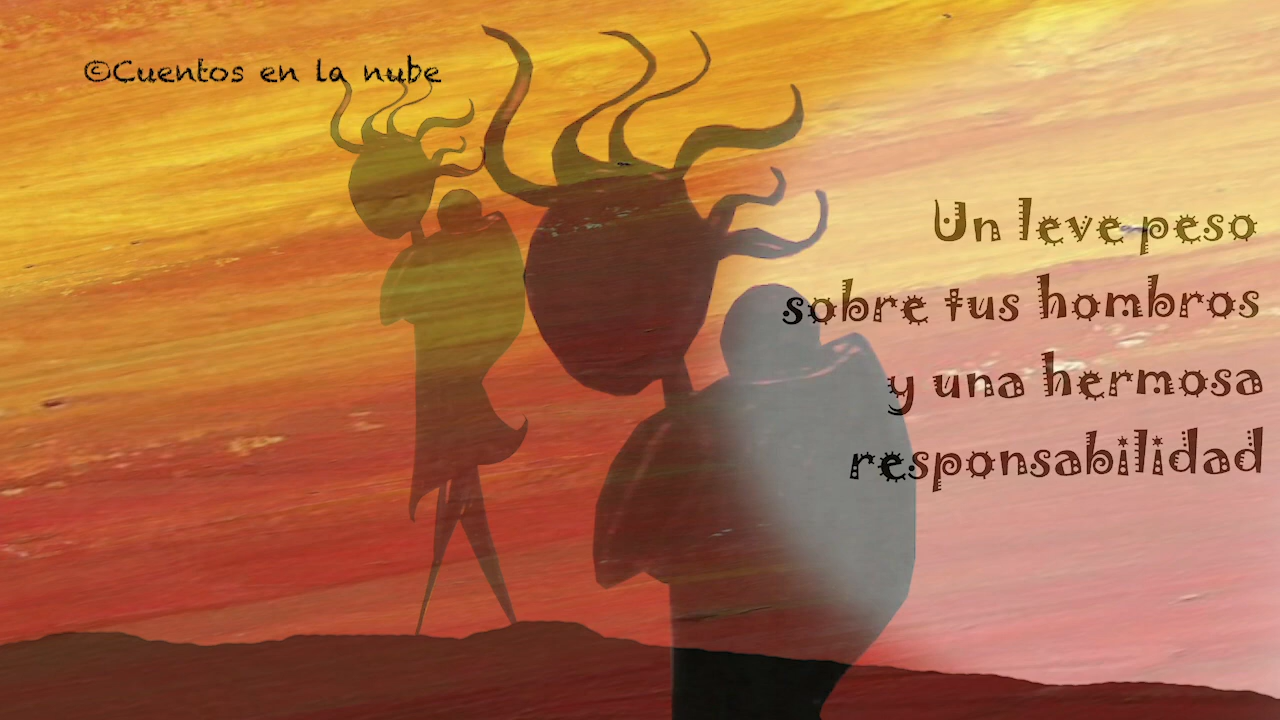 ©Cuentos en la nube
Un leve peso
sobre tus hombros
y una hermosa
responsabilidad